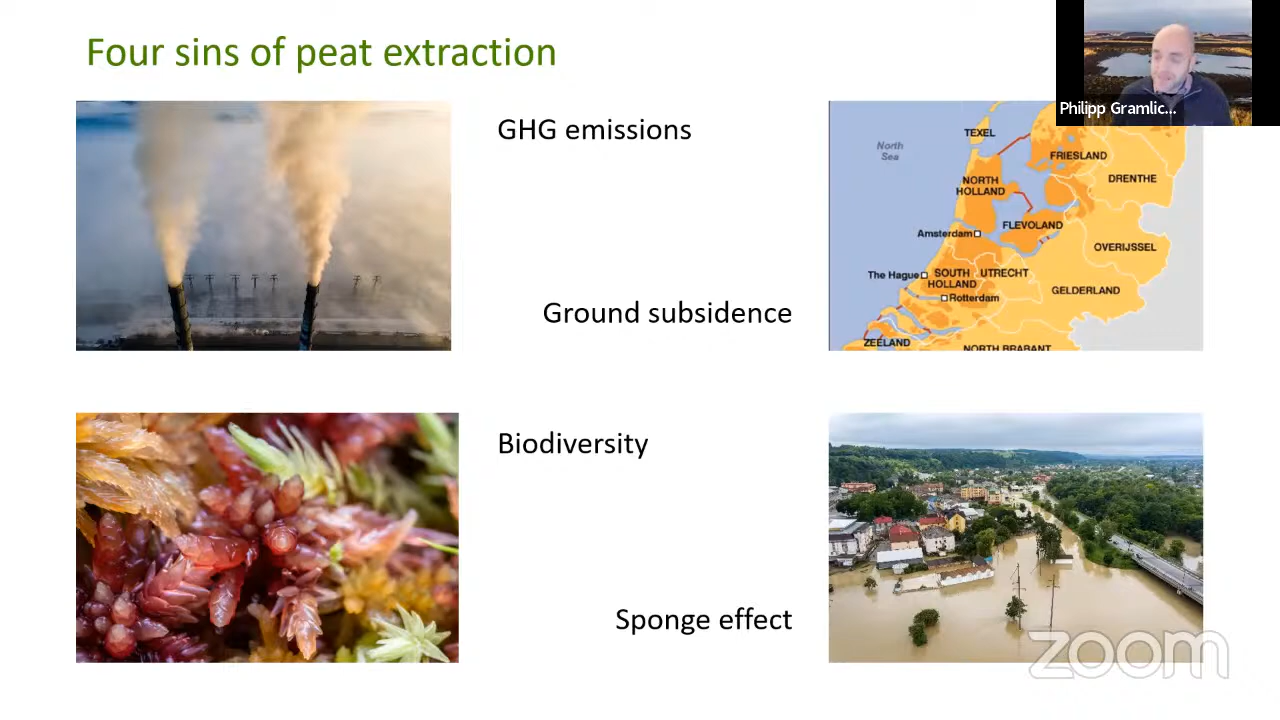 Four sins of peat extraction
Philipp Gramlic...
GHG emissions
TEXEL
North
Sea
FRIESLAND
NORTH
HOLLAND
DRENTHE
FLEVOLAND
Amsterdam
OVERIJSSEL
The Hague
SOUTH
HOLLAND
UTRECHT
GELDERLAND
Rotterdam
Ground subsidence
ZEELAND
NORTH BRABANT
Biodiversity
Sponge effect
zoom